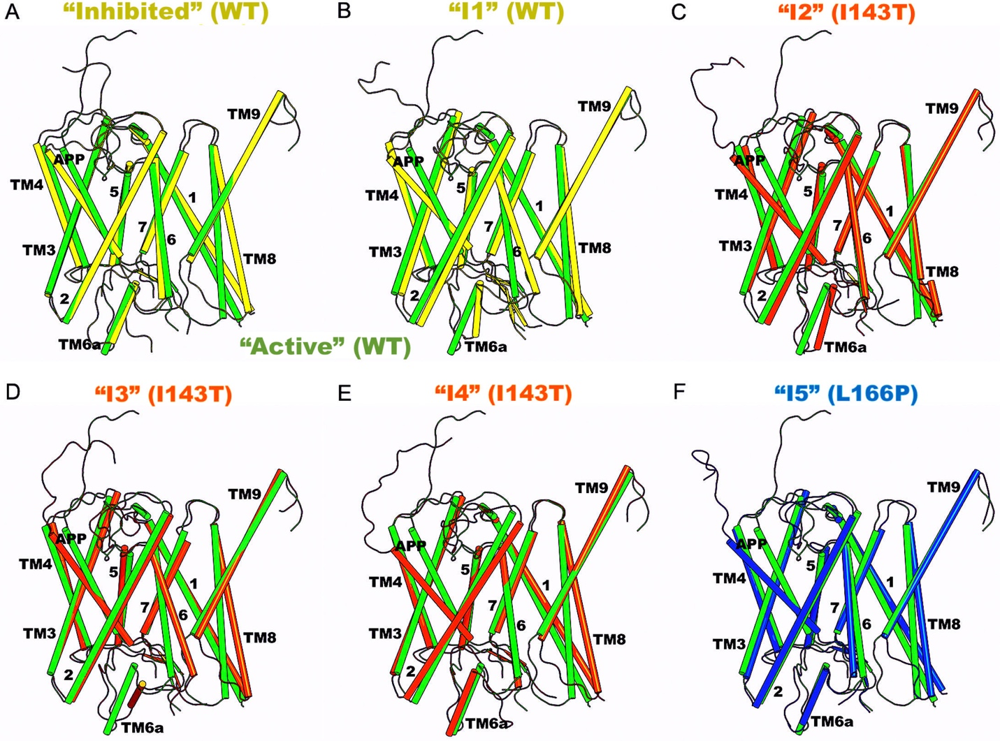 A “Inhibited” (WT)
B “I1” (WT)
C “I2” (I143T)
TM9
APP
TM4
5
1
7
6
TM3
TM8
2
TM6a
TM9
APP
TM4
5
1
7
6
TM3
TM8
2
TM6a
TM9
APP
TM4
5
1
7
6
TM3
TM8
2
TM6a
“Active” (WT)
D “I3” (I143T)
E “I4” (I143T)
F “I5” (L166P)
TM9
APP
TM4
5
1
7
6
TM3
TM8
2
TM6a
TM9
APP
TM4
5
1
7
6
TM3
TM8
2
TM6a
TM9
APP
TM4
5
1
7
6
TM3
TM8
2
TM6a